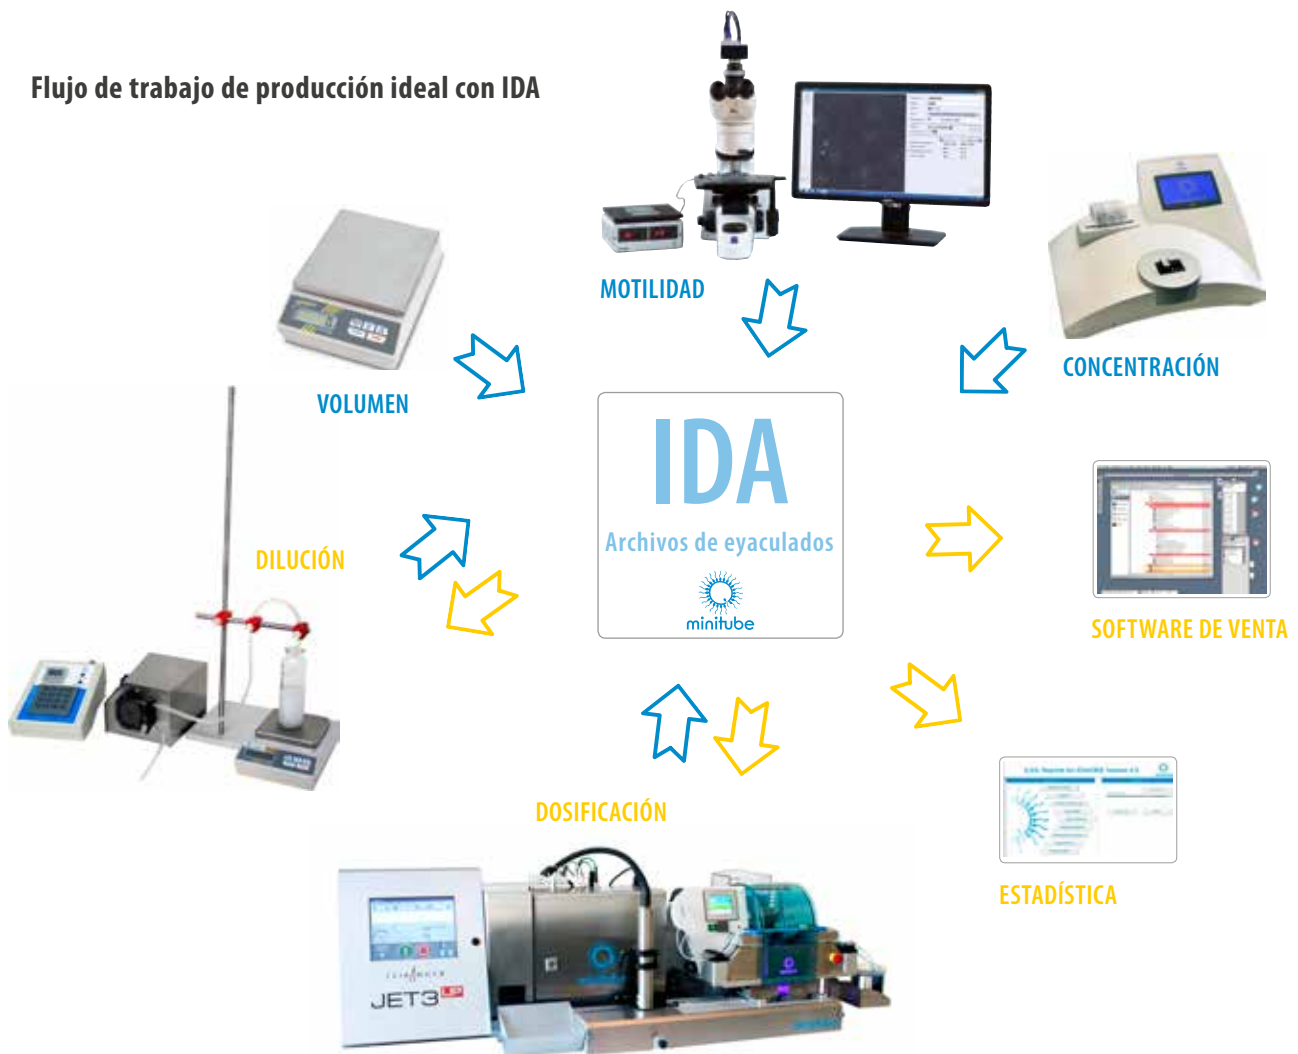 Flujo de trabajo de producción ideal con IDA
MOTILIDAD
CONCENTRACIÓN
VOLUMEN
IDA
Archivos de eyaculados
minitube
DILUCIÓN
SOFTWARE DE VENTA
DOSIFICACIÓN
ESTADÍSTICA
JET3 UP